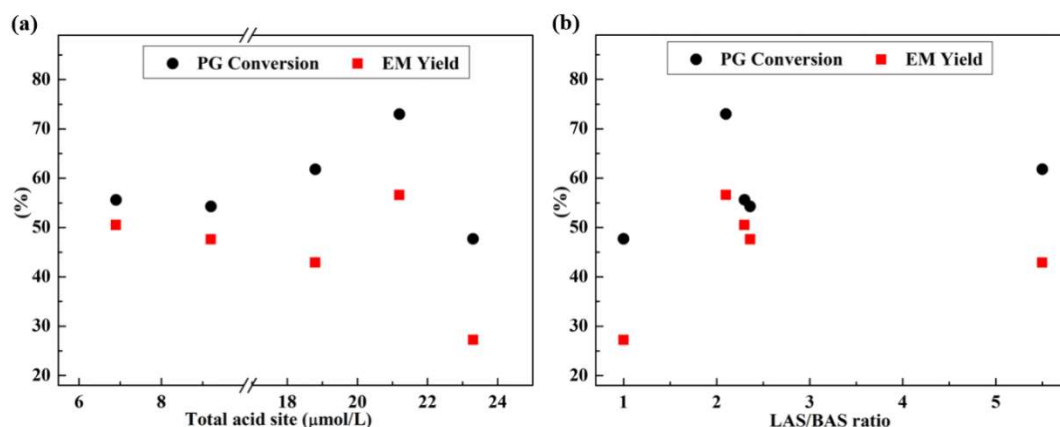 (a)
PG Conversion EM Yield
80
70
60
50
40
30
20
(%)
6 8 18 20 22 24
Total acid site (μmol/L)
(b)
PG Conversion EM Yield
80
70
60
50
40
30
20
(%)
1 2 3 4 5
LAS/BAS ratio